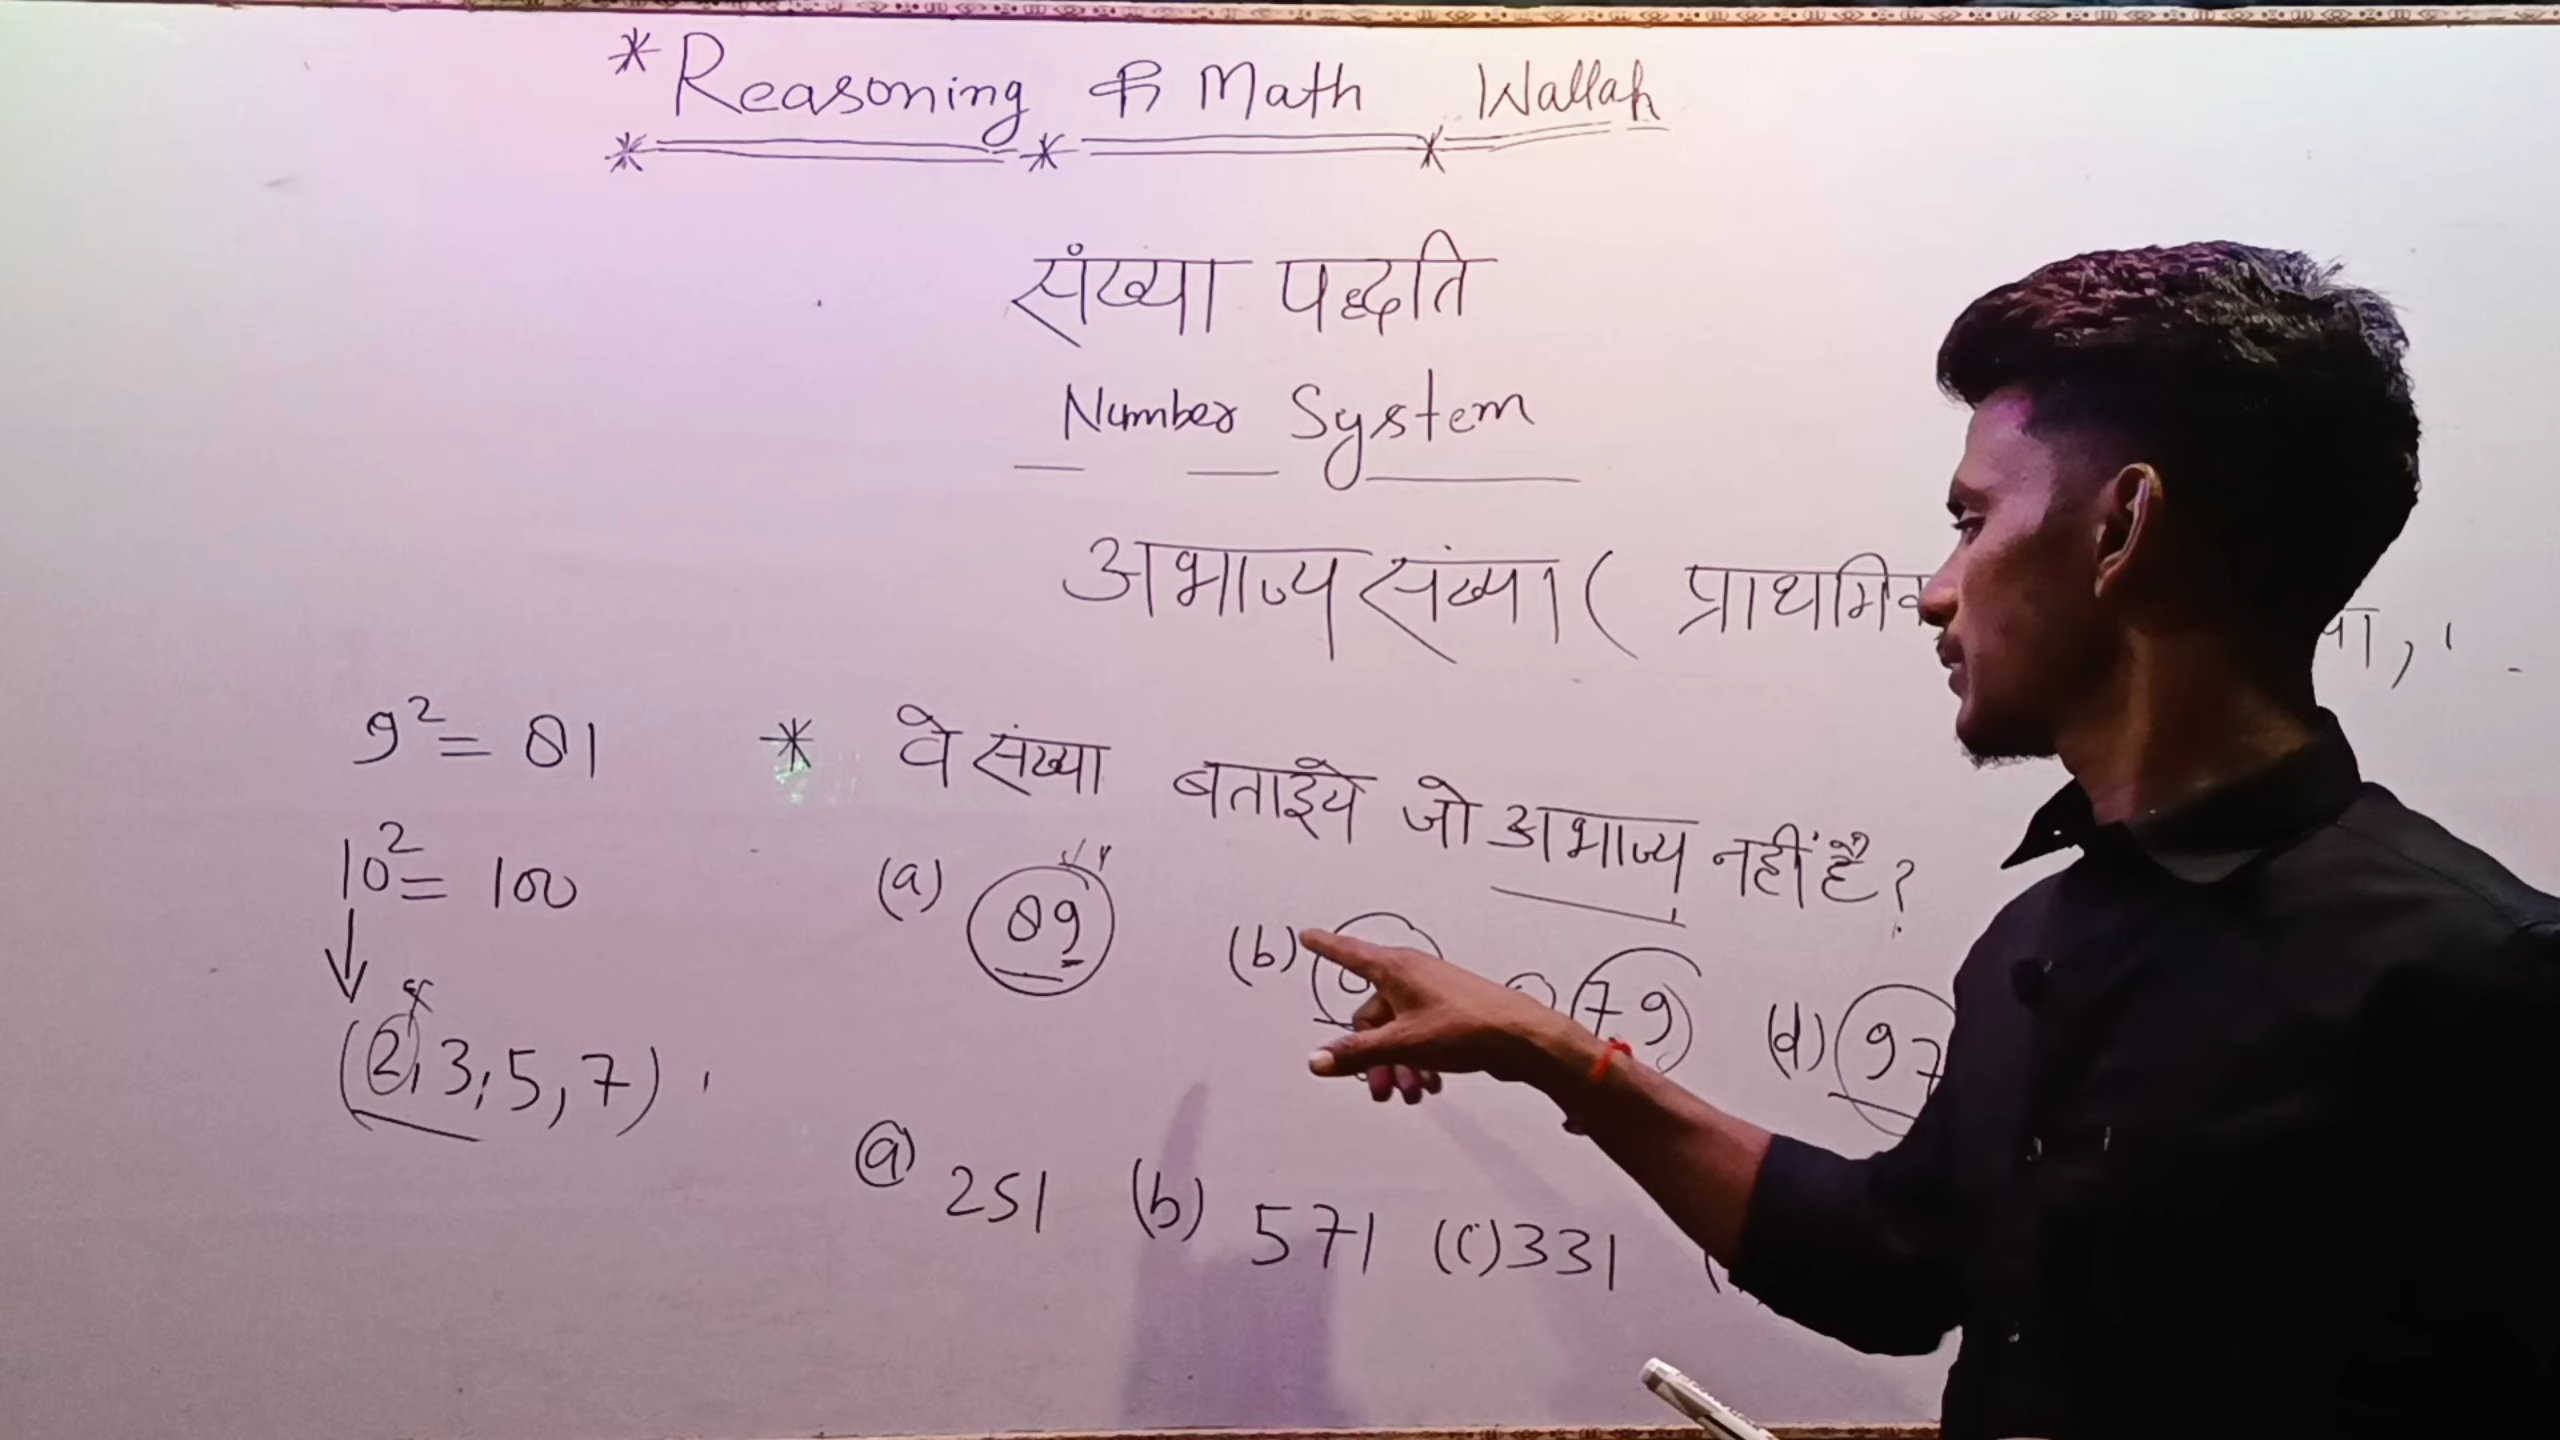 * Reasoning की Math Wallah
संख्या पद्धति
Number System
अभाज्य संख्या ( प्राथमिक
9² = 81
10² = 100
(2, 3, 5, 7)
* वे संख्या बताइये जो अभाज्य नहीं है ?
(a) 89 (b) 79 (d) 97
(a) 251 (b) 571 (c) 331